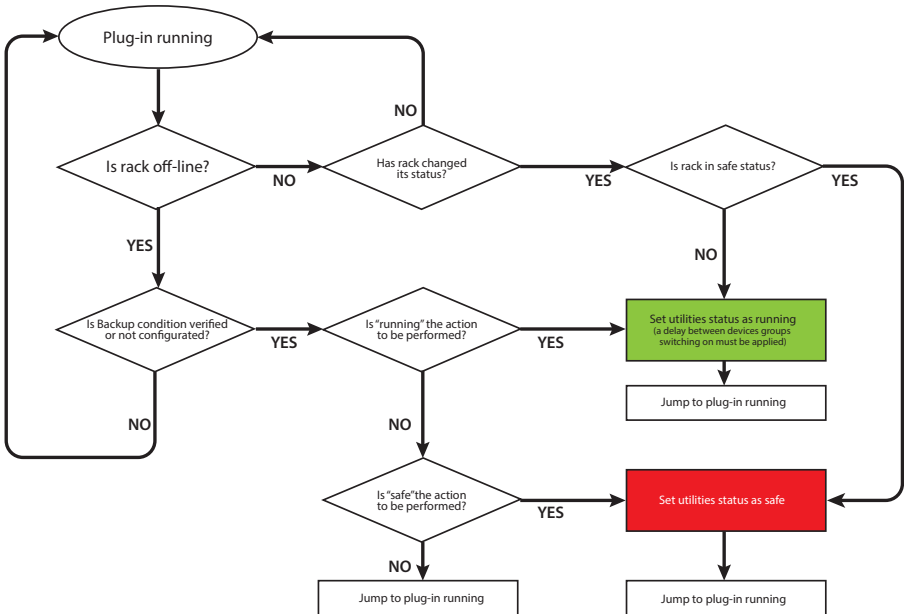 Plug-in running
NO
Is rack off-line?
NO
Has rack changed
its status?
YES
Is rack in safe status?
YES
YES
NO
Is Backup condition verified
or not configurated?
YES
Is "running" the action
to be performed?
YES
Set utilities status as running
(a delay between devices groups
switching on must be applied)
Jump to plug-in running
NO
NO
Is "safe"the action
to be performed?
YES
Set utilities status as safe
NO
Jump to plug-in running
Jump to plug-in running